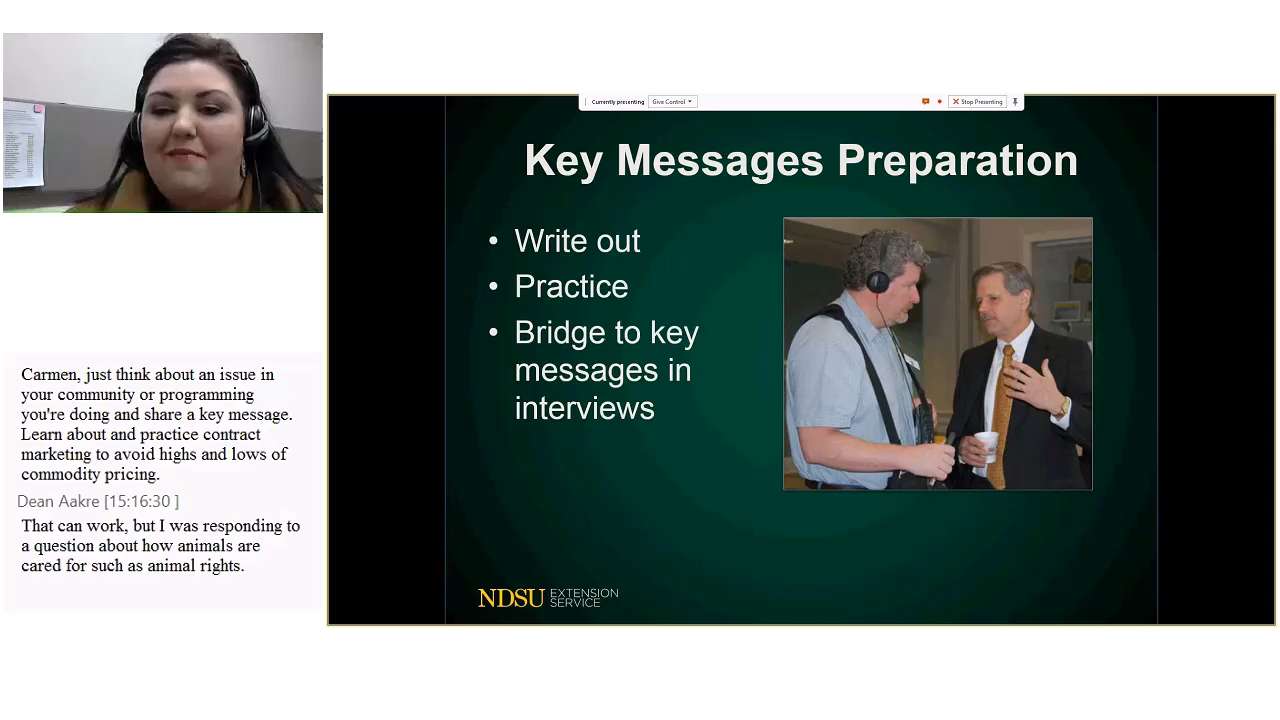 Currently presenting
Give Control
Stop Presenting
Key Messages Preparation
• Write out
• Practice
• Bridge to key
messages in
interviews
NDSU EXTENSION
SERVICE
Carmen, just think about an issue in
your community or programming
you're doing and share a key message.
Learn about and practice contract
marketing to avoid highs and lows of
commodity pricing.
Dean Aakre [15:16:30 ]
That can work, but I was responding to
a question about how animals are
cared for such as animal rights.